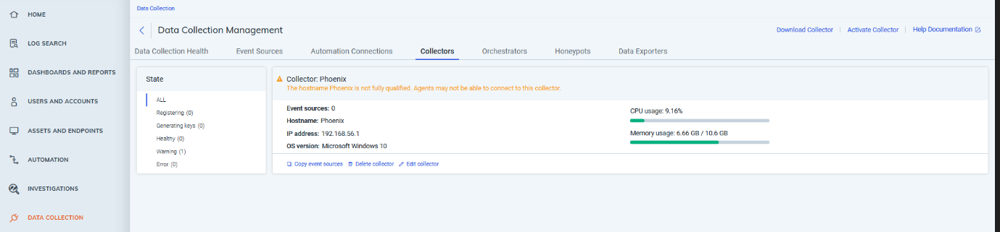 HOME
LOG SEARCH
DASHBOARDS AND REPORTS
USERS AND ACCOUNTS
ASSETS AND ENDPOINTS
AUTOMATION
INVESTIGATIONS
DATA COLLECTION
Data Collection
Data Collection Management
Download Collector
Activate Collector
Help Documentation
Data Collection Health
Event Sources
Automation Connections
Collectors
Orchestrators
Honeypots
Data Exporters
State
ALL
Registering (0)
Generating keys (0)
Healthy (0)
Warning (1)
Error (0)
Collector: Phoenix
The hostname Phoenix is not fully qualified. Agents may not be able to connect to this collector.
Event sources: 0
Hostname: Phoenix
IP address: 192.168.56.1
OS version: Microsoft Windows 10
CPU usage: 9.16%
Memory usage: 6.66 GB / 10.6 GB
Copy event sources
Delete collector
Edit collector